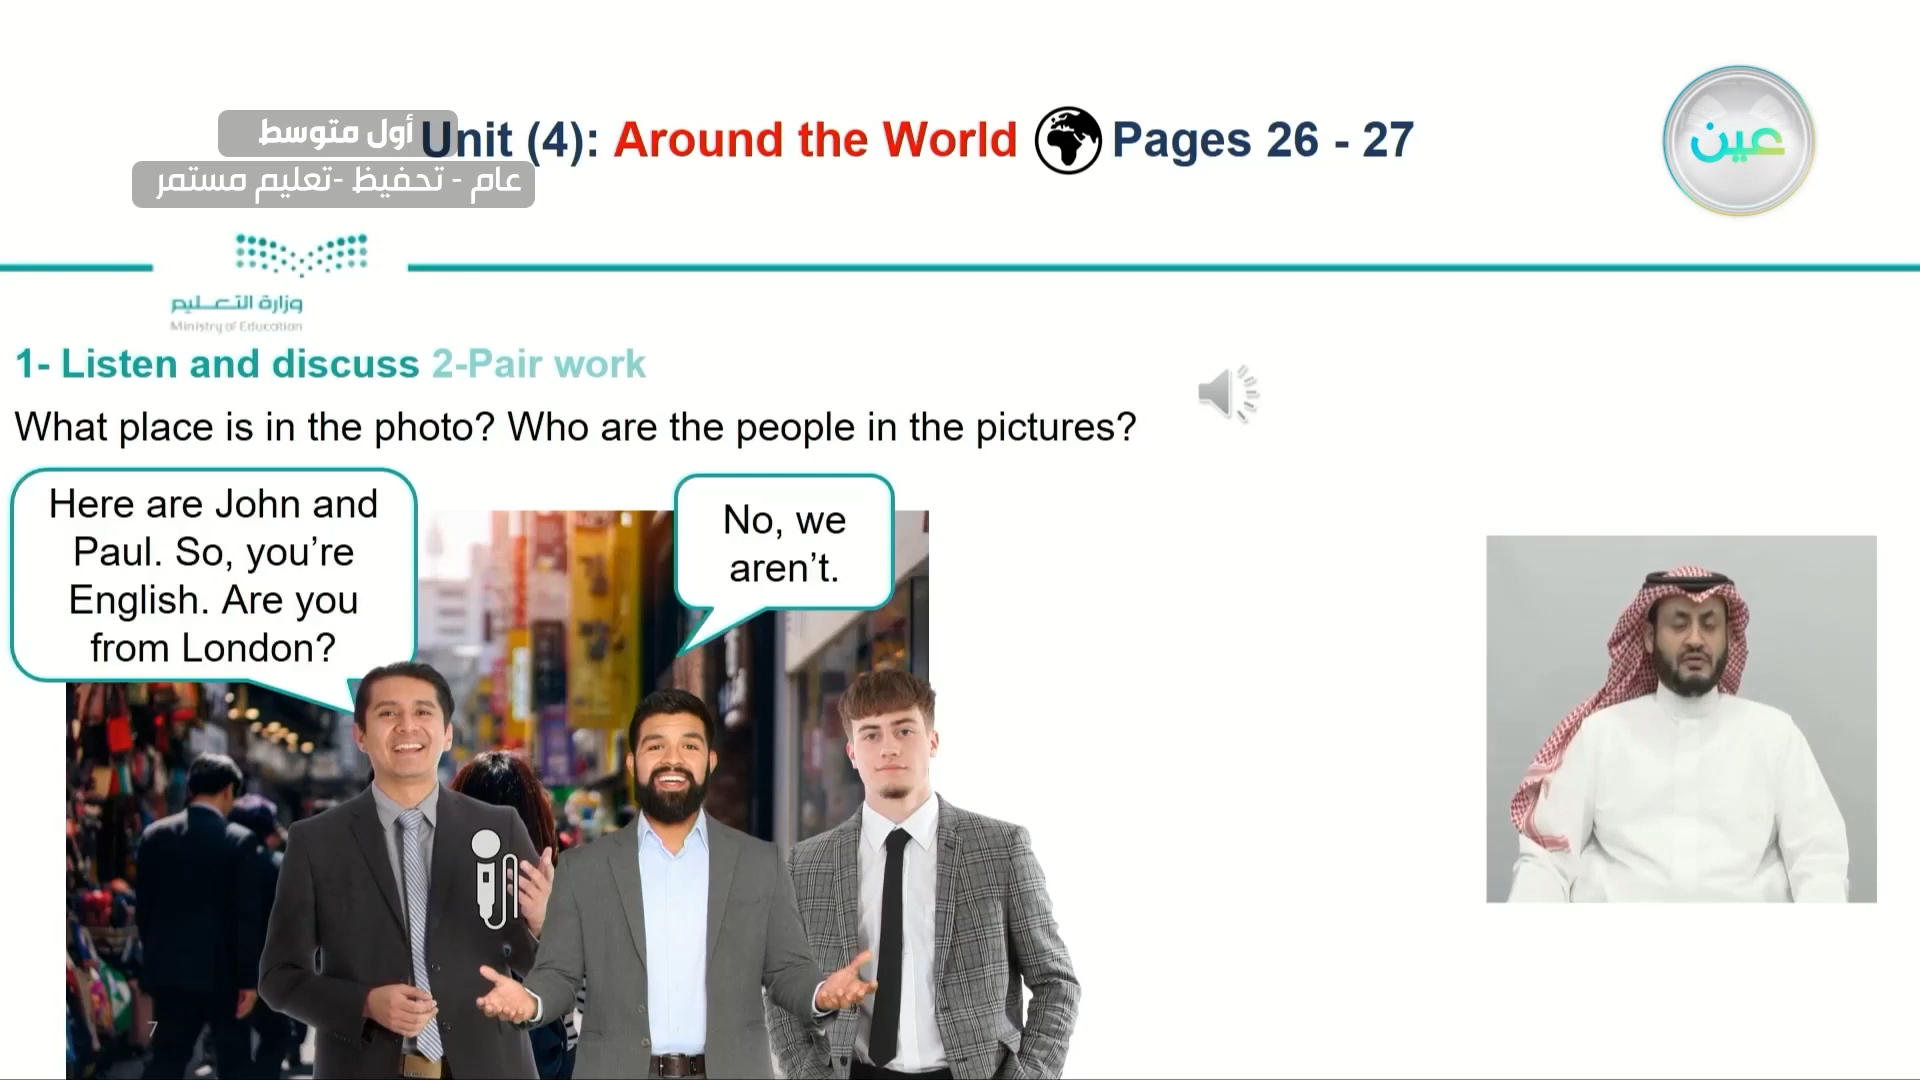 أول متوسط
Unit (4): Around the World Pages 26 - 27
عام - تحفيظ -تعليم مستمر
عين
وزارة التعليم
Ministry of Education
1- Listen and discuss 2-Pair work
What place is in the photo? Who are the people in the pictures?
Here are John and
Paul. So, you’re
English. Are you
from London?
No, we
aren’t.
7